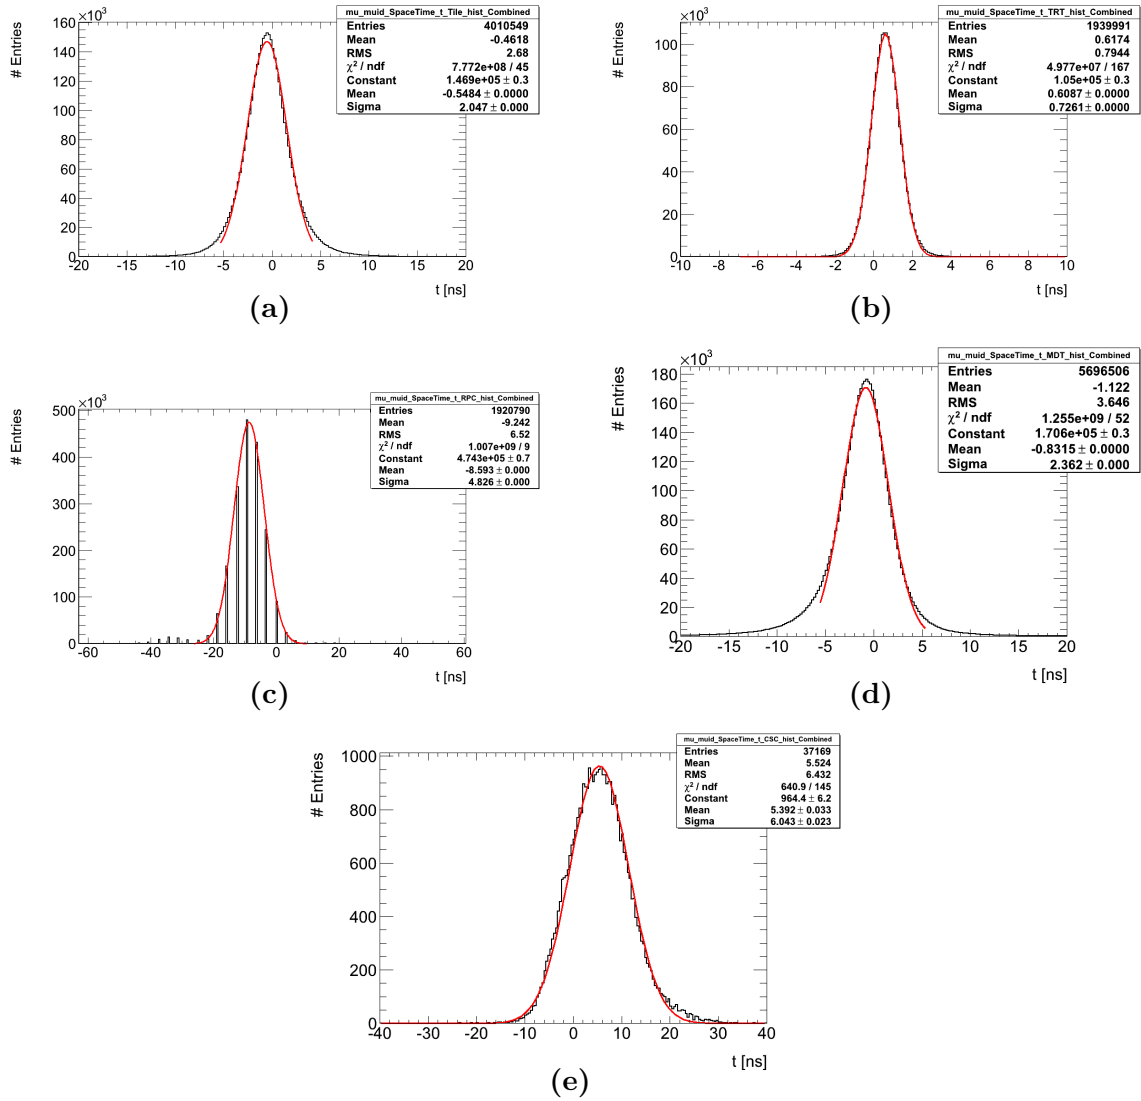 mu_muid_SpaceTime_t_Tile_hist_Combined
Entries 4010549
Mean -0.4618
RMS 2.68
χ² / ndf 7.772e+08 / 45
Constant 1.469e+05 ± 0.3
Mean -0.5484 ± 0.0000
Sigma 2.047 ± 0.000
×10³
# Entries
160
140
120
100
80
60
40
20
0
-20 -15 -10 -5 0 5 10 15 20
t [ns]
(a)
mu_muid_SpaceTime_t_TRT_hist_Combined
Entries 1939991
Mean 0.6174
RMS 0.7944
χ² / ndf 4.977e+07 / 167
Constant 1.05e+05 ± 0.3
Mean 0.6087 ± 0.0000
Sigma 0.7261 ± 0.0000
×10³
# Entries
100
80
60
40
20
0
-10 -8 -6 -4 -2 0 2 4 6 8 10
t [ns]
(b)
mu_muid_SpaceTime_t_RPC_hist_Combined
Entries 1920790
Mean -9.242
RMS 6.52
χ² / ndf 1.007e+09 / 9
Constant 4.743e+05 ± 0.7
Mean -8.593 ± 0.000
Sigma 4.826 ± 0.000
×10³
# Entries
500
400
300
200
100
0
-60 -40 -20 0 20 40 60
t [ns]
(c)
mu_muid_SpaceTime_t_MDT_hist_Combined
Entries 5696506
Mean -1.122
RMS 3.646
χ² / ndf 1.255e+09 / 52
Constant 1.706e+05 ± 0.3
Mean -0.8315 ± 0.0000
Sigma 2.362 ± 0.000
×10³
# Entries
180
160
140
120
100
80
60
40
20
0
-20 -15 -10 -5 0 5 10 15 20
t [ns]
(d)
mu_muid_SpaceTime_t_CSC_hist_Combined
Entries 37169
Mean 5.524
RMS 6.432
χ² / ndf 640.9 / 145
Constant 964.4 ± 6.2
Mean 5.392 ± 0.033
Sigma 6.043 ± 0.023
# Entries
1000
800
600
400
200
0
-40 -30 -20 -10 0 10 20 30 40
t [ns]
(e)